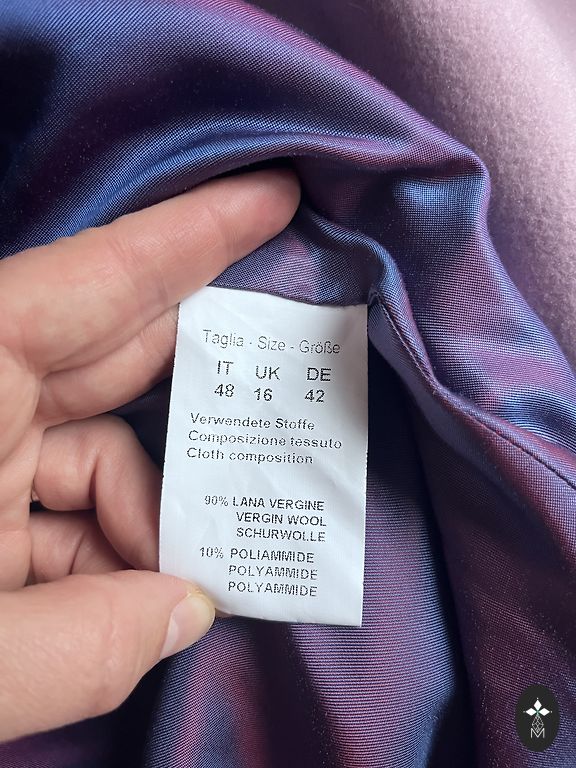 Taglia - Size - Größe
IT UK DE
48 16 42
Verwendete Stoffe
Composizione tessuto
Cloth composition
90% LANA VERGINE
VERGIN WOOL
SCHURWOLLE
10% POLIAMMIDE
POLYAMMIDE
POLYAMMIDE
M